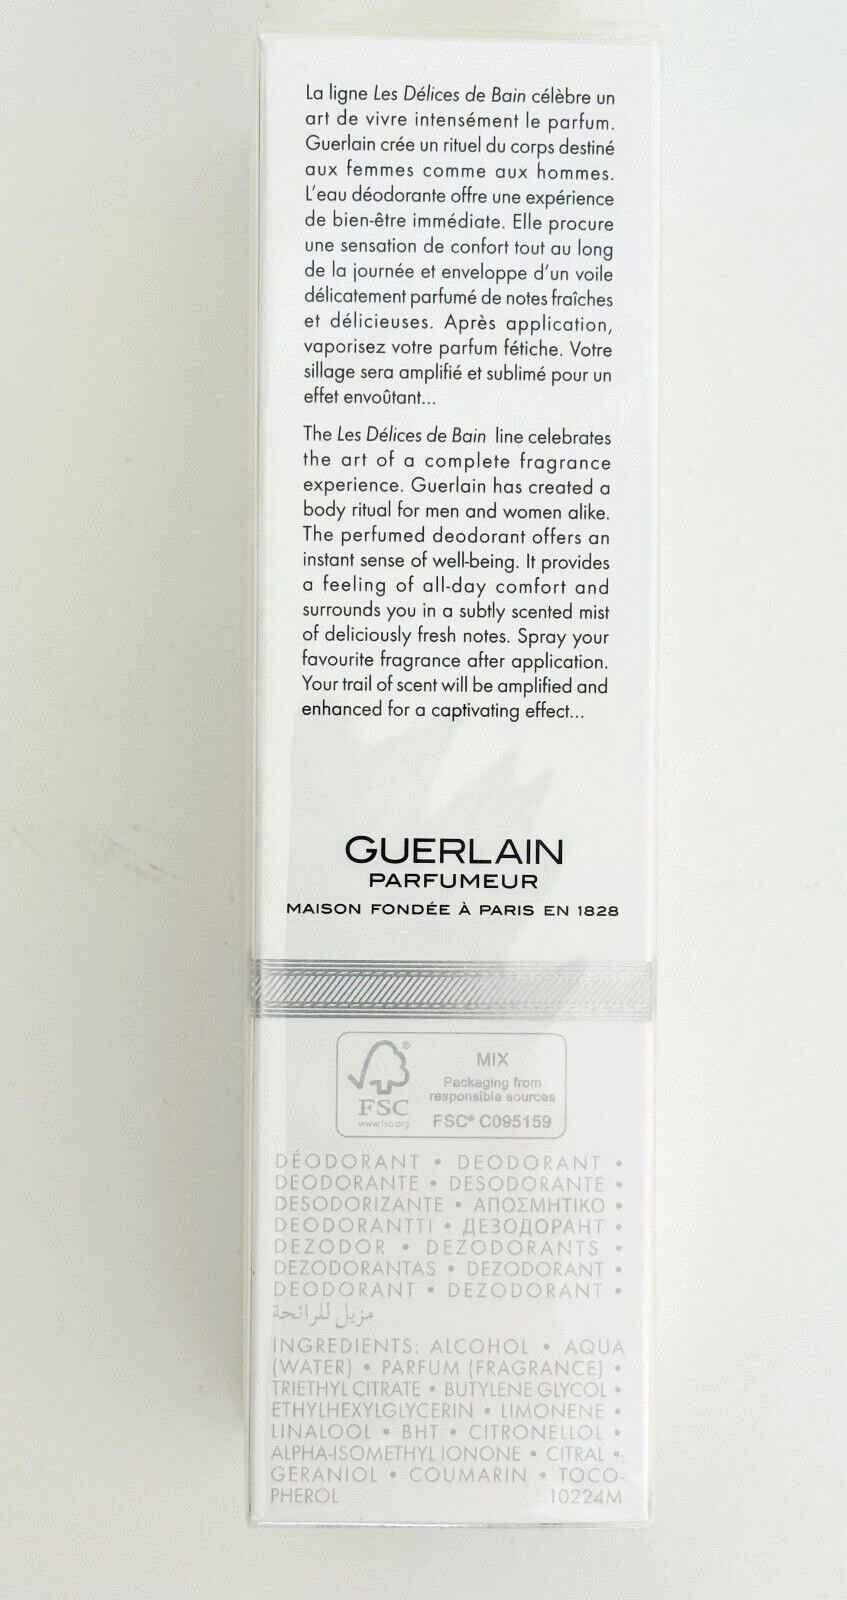 La ligne Les Délices de Bain célèbre un
art de vivre intensément le parfum.
Guerlain crée un rituel du corps destiné
aux femmes comme aux hommes.
L'eau déodorante offre une expérience
de bien-être immédiate. Elle procure
une sensation de confort tout au long
de la journée et enveloppe d'un voile
délicatement parfumé de notes fraîches
et délicieuses. Après application,
vaporisez votre parfum fétiche. Votre
sillage sera amplifié et sublimé pour un
effet envoûtant...
The Les Délices de Bain line celebrates
the art of a complete fragrance
experience. Guerlain has created a
body ritual for men and women alike.
The perfumed deodorant offers an
instant sense of well-being. It provides
a feeling of all-day comfort and
surrounds you in a subtly scented mist
of deliciously fresh notes. Spray your
favourite fragrance after application.
Your trail of scent will be amplified and
enhanced for a captivating effect...
GUERLAIN
PARFUMEUR
MAISON FONDÉE À PARIS EN 1828
FSC®
www.fsc.org
MIX
Packaging from
responsible sources
FSC® C095159
DÉODORANT • DEODORANT •
DEODORANTE • DESODORANTE •
DESODORIZANTE • ΑΠΟΣΜΗΤΙΚΟ •
DEODORANTTI • ДЕЗОДОРАНТ •
DEZODOR • DEZODORANTS •
DEZODORANTAS • DEZODORANT •
DEODORANT • DEZODORANT •
مزيل للرائحة
INGREDIENTS: ALCOHOL • AQUA
(WATER) • PARFUM (FRAGRANCE) •
TRIETHYL CITRATE • BUTYLENE GLYCOL •
ETHYLHEXYLGLYCERIN • LIMONENE •
LINALOOL • BHT • CITRONELLOL •
ALPHA-ISOMETHYL IONONE • CITRAL •
GERANIOL • COUMARIN • TOCO-
PHEROL 10224M